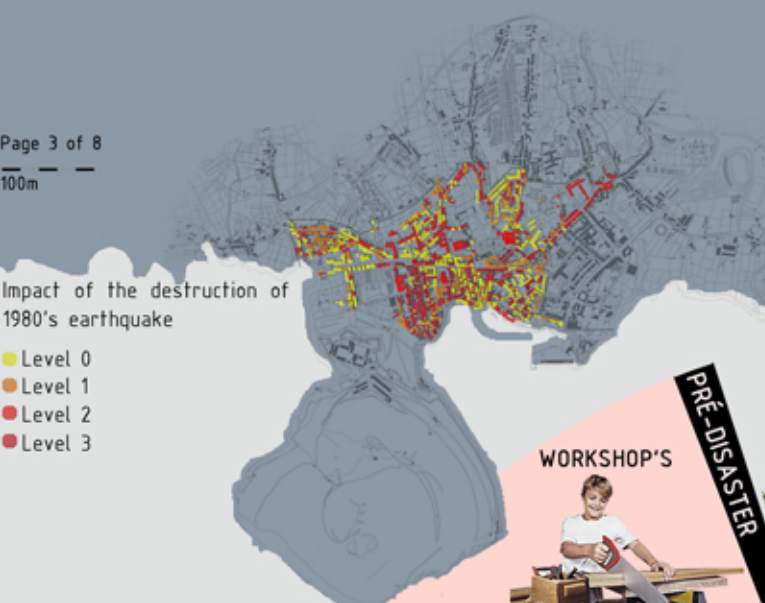 Page 3 of 8
100m
Impact of the destruction of
1980's earthquake
Level 0
Level 1
Level 2
Level 3
PRÉ-DISASTER
WORKSHOP'S